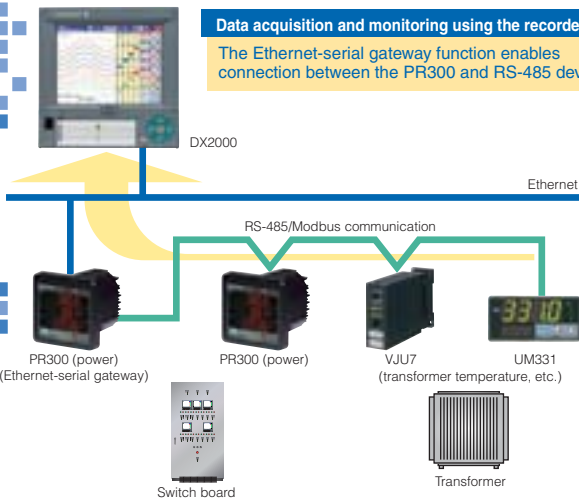 Data acquisition and monitoring using the recorde
The Ethernet-serial gateway function enables
connection between the PR300 and RS-485 dev
DX2000
Ethernet
RS-485/Modbus communication
PR300 (power)
(Ethernet-serial gateway)
PR300 (power)
VJU7
UM331
(transformer temperature, etc.)
3310
Switch board
Transformer